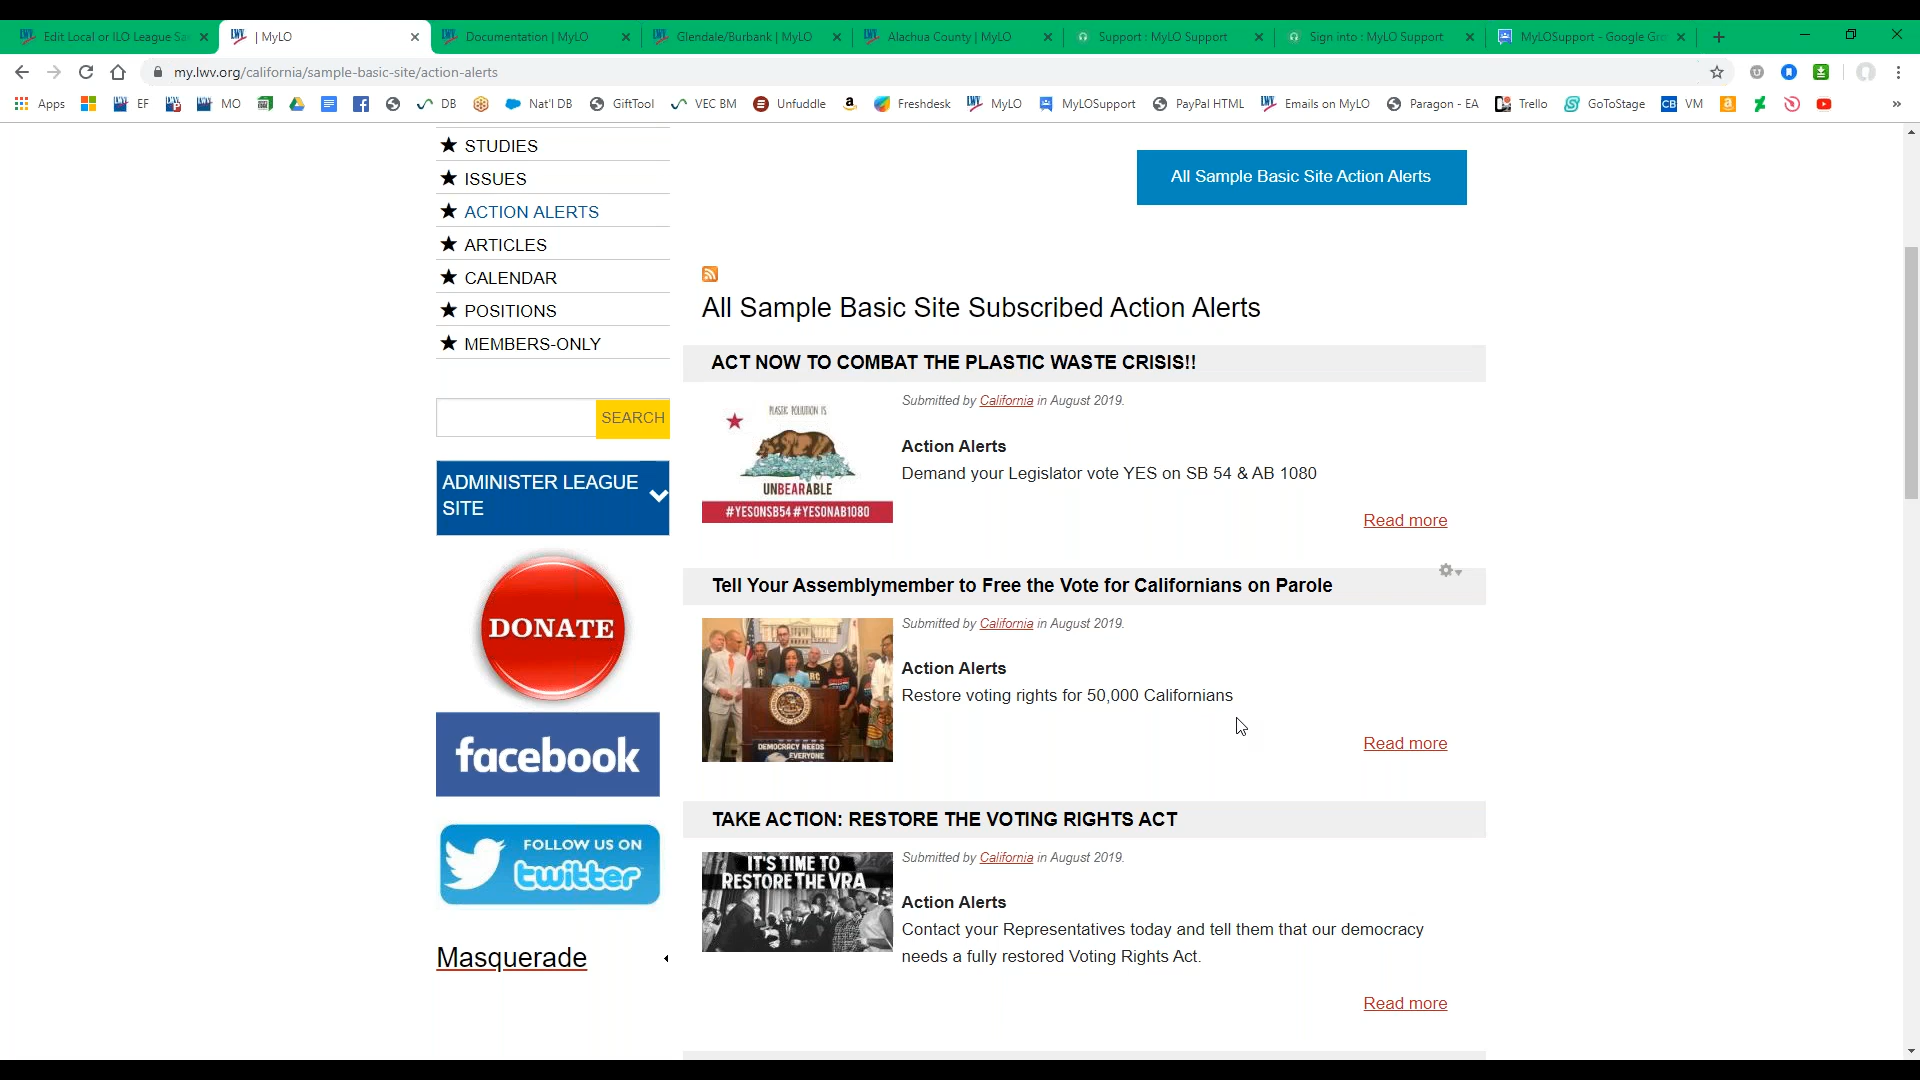 Edit Local or ILO League Sa
| MyLO
Documentation | MyLO
Glendale/Burbank | MyLO
Alachua County | MyLO
Support : MyLO Support
Sign into : MyLO Support
MyLOSupport - Google Gro
my.lwv.org/california/sample-basic-site/action-alerts
Apps
EF
MO
DB
Nat'l DB
GiftTool
VEC BM
Unfuddle
Freshdesk
MyLO
MyLOSupport
PayPal HTML
Emails on MyLO
Paragon - EA
Trello
GoToStage
CB VM
STUDIES
ISSUES
ACTION ALERTS
ARTICLES
CALENDAR
POSITIONS
MEMBERS-ONLY
SEARCH
ADMINISTER LEAGUE
SITE
DONATE
facebook
FOLLOW US ON
twitter
Masquerade
All Sample Basic Site Action Alerts
All Sample Basic Site Subscribed Action Alerts
ACT NOW TO COMBAT THE PLASTIC WASTE CRISIS!!
PLASTIC POLLUTION IS
UNBEARABLE
#YESONSB54 #YESONAB1080
Submitted by California in August 2019.
Action Alerts
Demand your Legislator vote YES on SB 54 & AB 1080
Read more
Tell Your Assemblymember to Free the Vote for Californians on Parole
DEMOCRACY NEEDS
EVERYONE
Submitted by California in August 2019.
Action Alerts
Restore voting rights for 50,000 Californians
Read more
TAKE ACTION: RESTORE THE VOTING RIGHTS ACT
IT'S TIME TO
RESTORE THE VRA
Submitted by California in August 2019.
Action Alerts
Contact your Representatives today and tell them that our democracy
needs a fully restored Voting Rights Act.
Read more